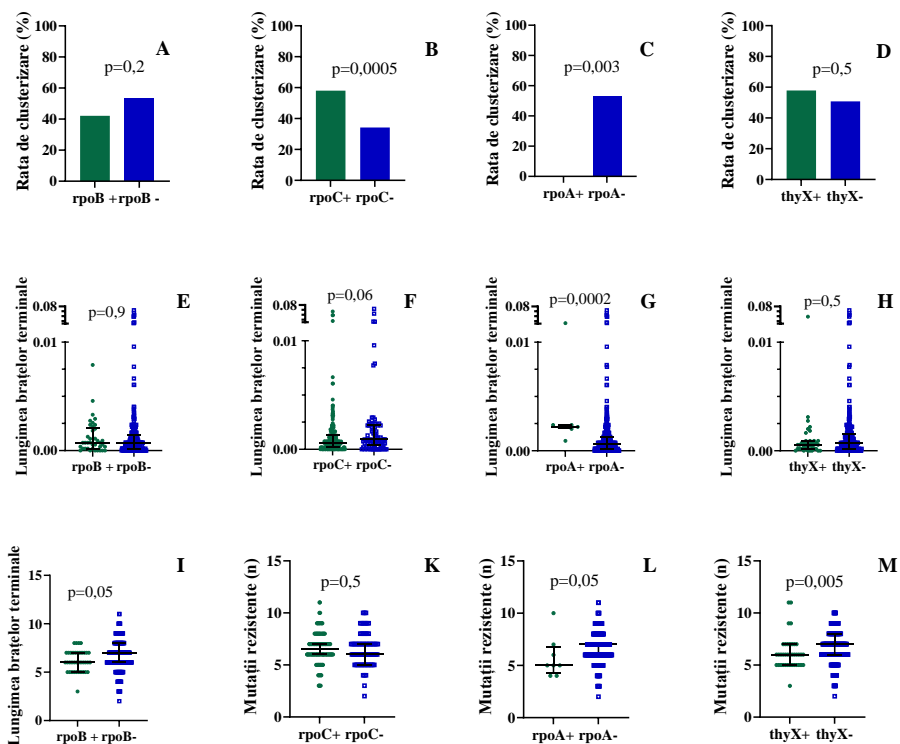 Rata de clusterizare (%)
100
80
60
40
20
0
A
p=0,2
rpoB + rpoB -
Rata de clusterizare (%)
100
80
60
40
20
0
B
p=0,0005
rpoC+ rpoC-
Rata de clusterizare (%)
100
80
60
40
20
0
C
p=0,003
rpoA+ rpoA-
Rata de clusterizare (%)
100
80
60
40
20
0
D
p=0,5
thyX+ thyX-
Lungimea brațelor terminale
0.08
0.01
0.00
E
p=0,9
rpoB + rpoB-
Lungimea brațelor terminale
0.08
0.01
0.00
F
p=0,06
rpoC+ rpoC-
Lungimea brațelor terminale
0.08
0.01
0.00
G
p=0,0002
rpoA+ rpoA-
Lungimea brațelor terminale
0.08
0.01
0.00
H
p=0,5
thyX+ thyX-
Lunginea brațelor terminale
15
10
5
0
I
p=0,05
rpoB + rpoB-
Mutații rezistente (n)
15
10
5
0
K
p=0,5
rpoC+ rpoC-
Mutații rezistente (n)
15
10
5
0
L
p=0,05
rpoA+ rpoA-
Mutații rezistente (n)
15
10
5
0
M
p=0,005
thyX+ thyX-